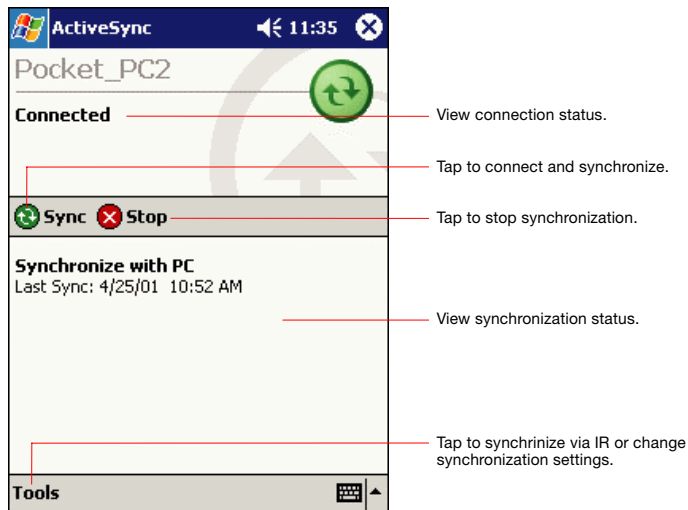 ActiveSync 11:35
Pocket_PC2
Connected
View connection status.
Tap to connect and synchronize.
Sync Stop
Tap to stop synchronization.
Synchronize with PC
Last Sync: 4/25/01 10:52 AM
View synchronization status.
Tap to synchrinize via IR or change
synchronization settings.
Tools